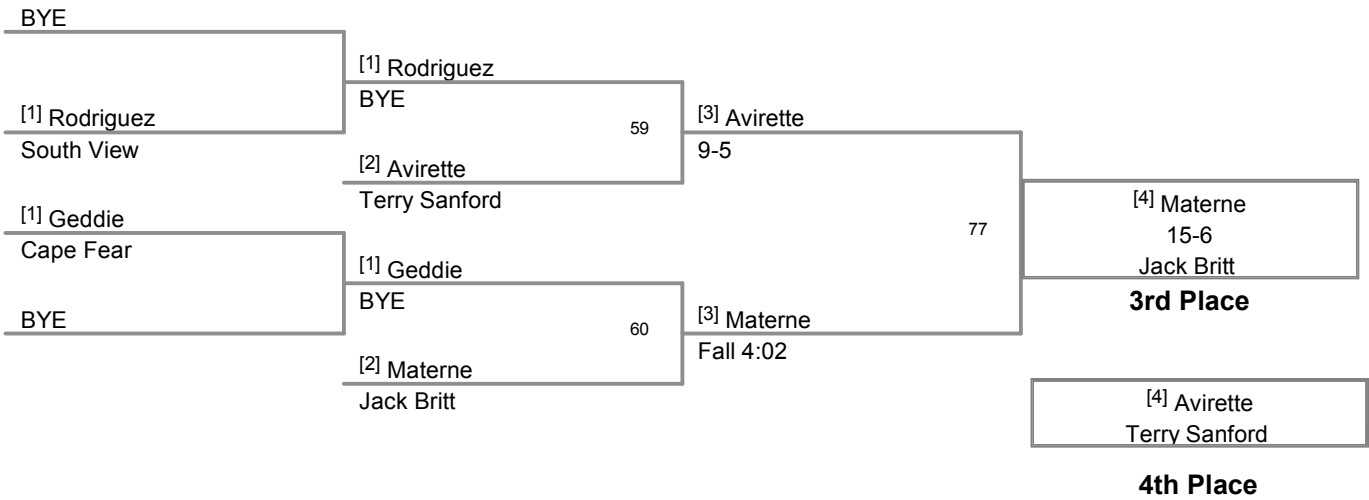 BYE
[1] Rodriguez
South View
[1] Geddie
Cape Fear
BYE
[1] Rodriguez
BYE
59
[2] Avirette
Terry Sanford
[1] Geddie
BYE
60
[2] Materne
Jack Britt
[3] Avirette
9-5
77
[3] Materne
Fall 4:02
[4] Materne
15-6
Jack Britt
3rd Place
[4] Avirette
Terry Sanford
4th Place